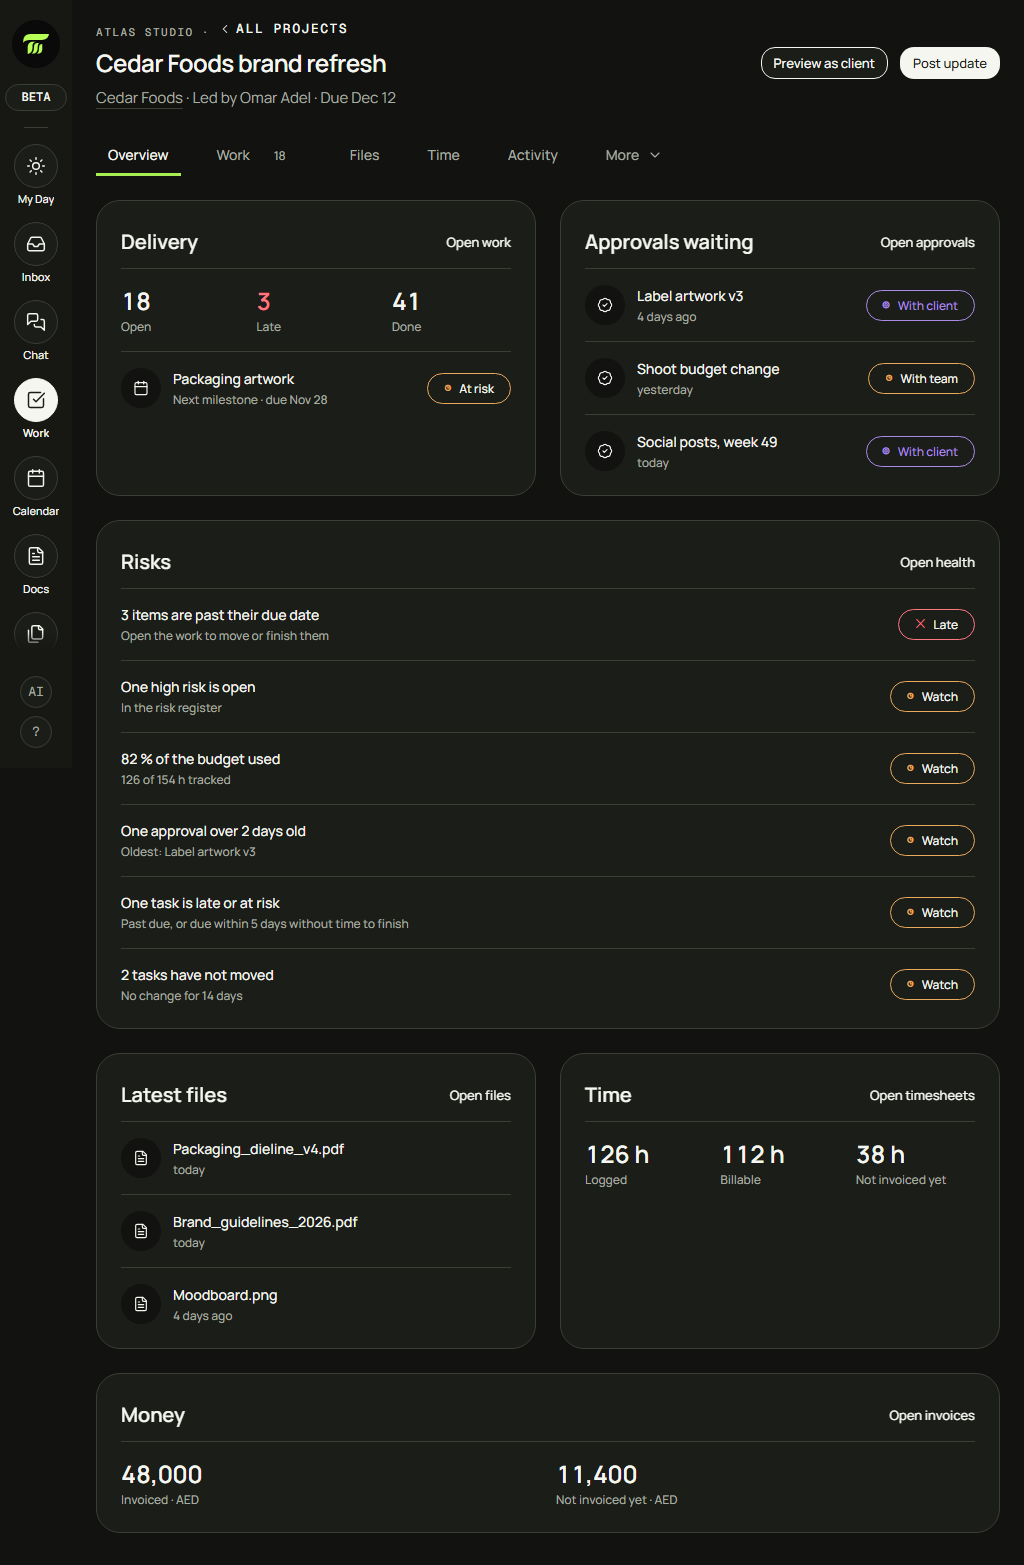 ATLAS STUDIO · < ALL PROJECTS
Cedar Foods brand refresh
Cedar Foods · Led by Omar Adel · Due Dec 12
Preview as client
Post update
BETA
My Day
Inbox
Chat
Work
Calendar
Docs
AI
?
Overview
Work 18
Files
Time
Activity
More
Delivery
Open work
18
Open
3
Late
41
Done
Packaging artwork
Next milestone · due Nov 28
At risk
Approvals waiting
Open approvals
Label artwork v3
4 days ago
With client
Shoot budget change
yesterday
With team
Social posts, week 49
today
With client
Risks
Open health
3 items are past their due date
Open the work to move or finish them
Late
One high risk is open
In the risk register
Watch
82 % of the budget used
126 of 154 h tracked
Watch
One approval over 2 days old
Oldest: Label artwork v3
Watch
One task is late or at risk
Past due, or due within 5 days without time to finish
Watch
2 tasks have not moved
No change for 14 days
Watch
Latest files
Open files
Packaging_dieline_v4.pdf
today
Brand_guidelines_2026.pdf
today
Moodboard.png
4 days ago
Time
Open timesheets
126 h
Logged
112 h
Billable
38 h
Not invoiced yet
Money
Open invoices
48,000
Invoiced · AED
11,400
Not invoiced yet · AED